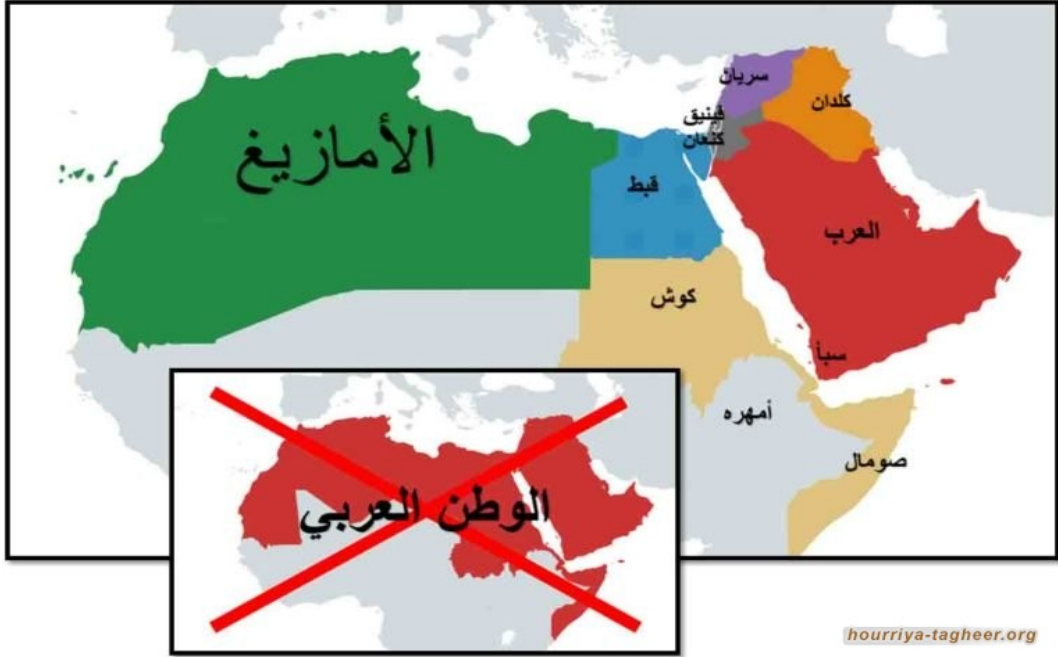 سريان
كلدان
فينيق
كنعان
الأمازيغ
قبط
العرب
كوش
سبأ
أمهره
صومال
الوطن العربي
hourriya-tagheer.org